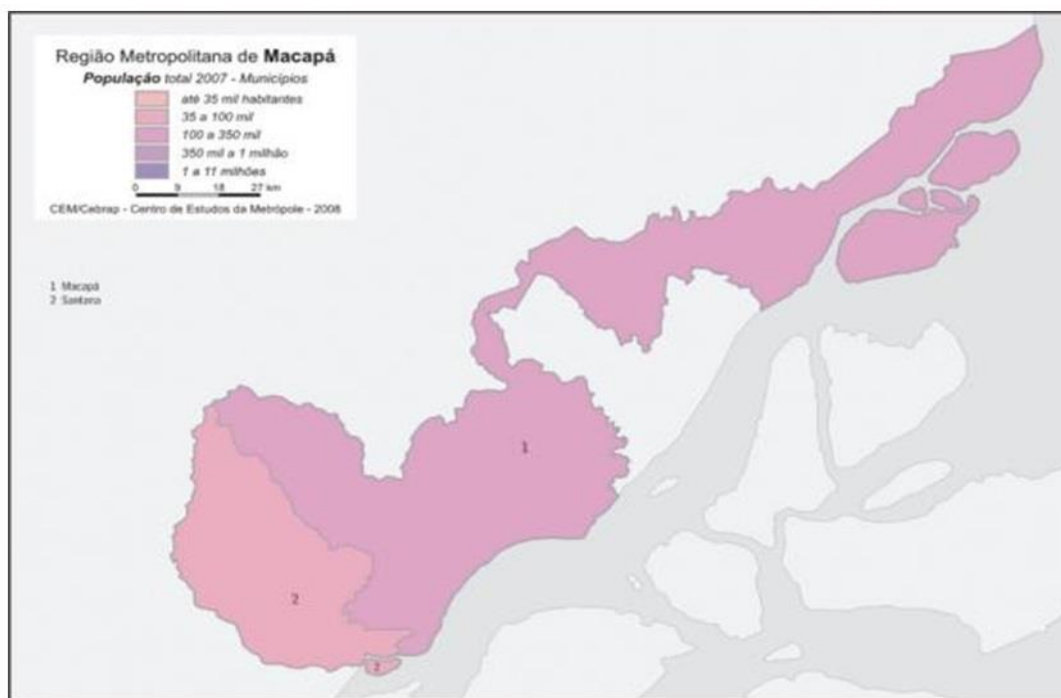 Região Metropolitana de Macapá
População total 2007 - Municípios
até 35 mil habitantes
35 a 100 mil
100 a 350 mil
350 mil a 1 milhão
1 a 11 milhões
0 9 18 27 km
CEM/Cebrap - Centro de Estudos da Metrópole - 2008
1 Macapá
2 Santana
1
2
2